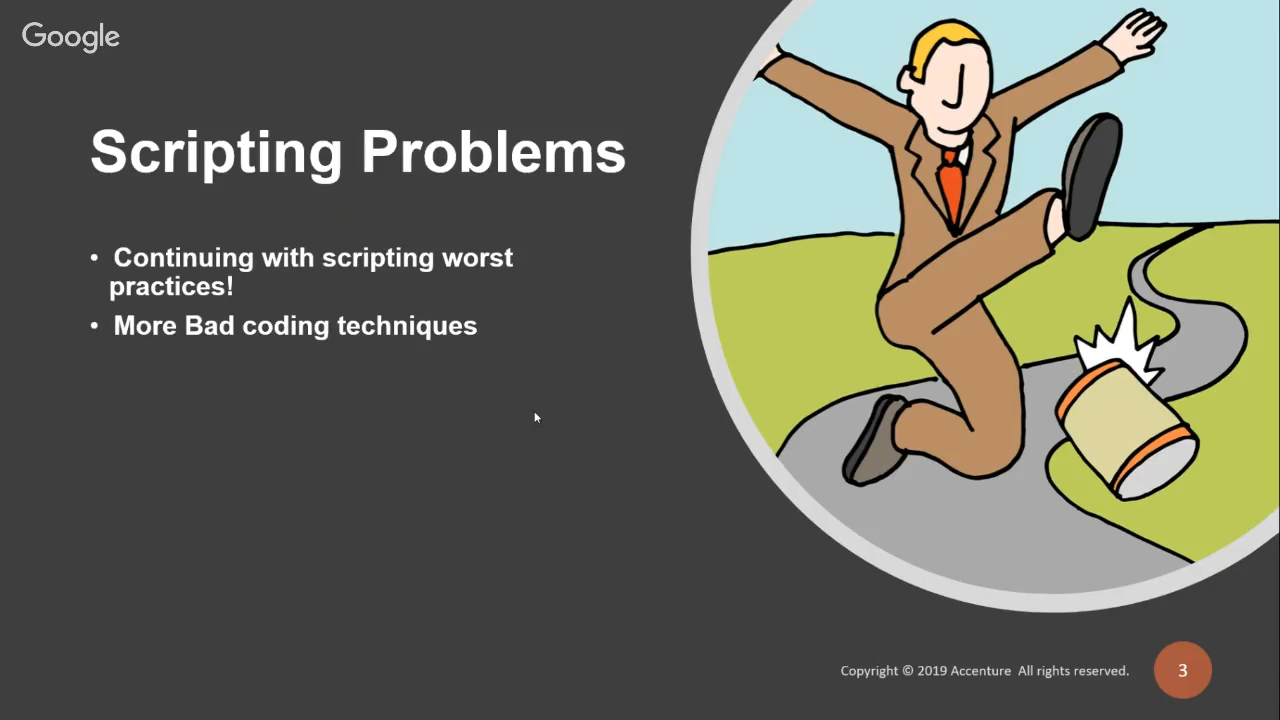 Google
Scripting Problems
• Continuing with scripting worst
practices!
• More Bad coding techniques
Copyright © 2019 Accenture All rights reserved.
3